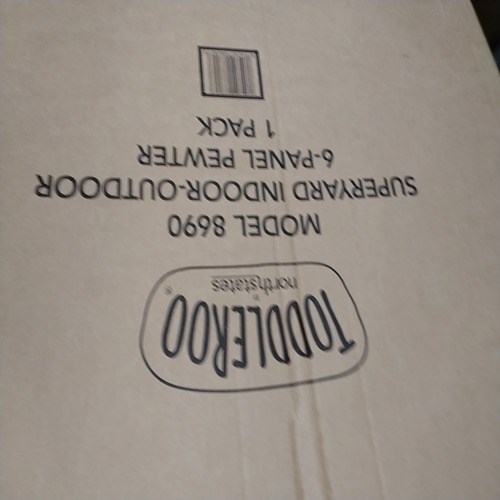 TODDLEROO®
northstates®
MODEL 8690
SUPERYARD INDOOR-OUTDOOR
6-PANEL PEWTER
1 PACK